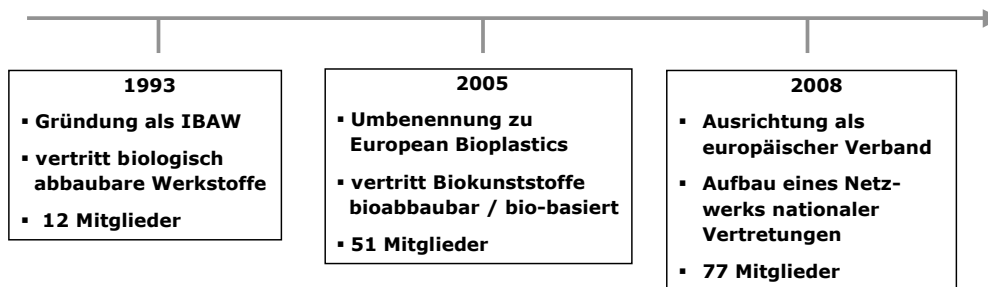 1993
▪ Gründung als IBAW
▪ vertritt biologisch
abbaubare Werkstoffe
▪ 12 Mitglieder
2005
▪ Umbenennung zu
European Bioplastics
▪ vertritt Biokunststoffe
bioabbaubar / bio-basiert
▪ 51 Mitglieder
2008
▪ Ausrichtung als
europäischer Verband
▪ Aufbau eines Netz-
werks nationaler
Vertretungen
▪ 77 Mitglieder